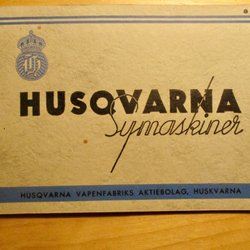 HUSQVARNA
Symaskiner
HUSQVARNA VAPENFABRIKS AKTIEBOLAG, HUSKVARNA